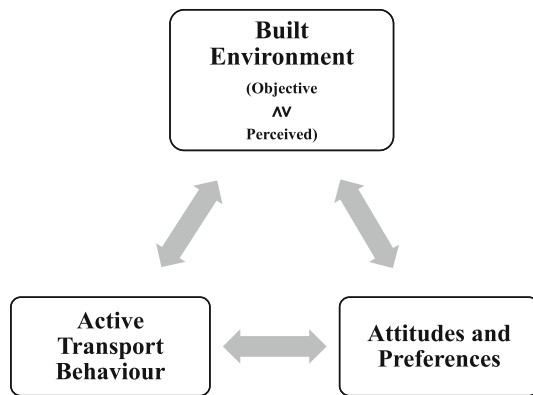 Built
Environment
(Objective
ΛV
Perceived)
Active
Transport
Behaviour
Attitudes and
Preferences